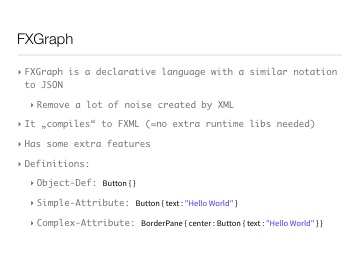 FXGraph
‣ FXGraph is a declarative language with a similar notation
to JSON
‣ Remove a lot of noise created by XML
‣ It „compiles“ to FXML (=no extra runtime libs needed)
‣ Has some extra features
‣ Definitions:
‣ Object-Def: Button { }
‣ Simple-Attribute: Button { text : "Hello World" }
‣ Complex-Attribute: BorderPane { center : Button { text : "Hello World" } }